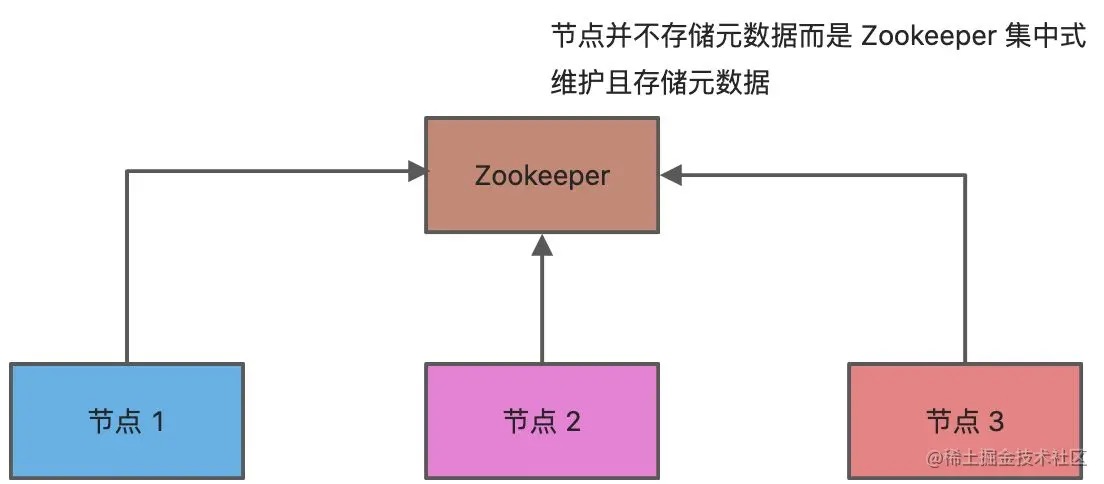 节点并不存储元数据而是 Zookeeper 集中式
维护且存储元数据
Zookeeper
节点 1
节点 2
节点 3
@稀土掘金技术社区